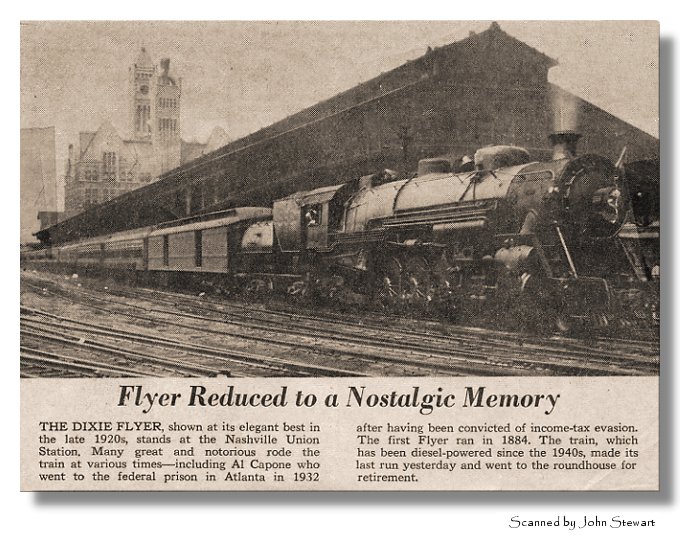 Flyer Reduced to a Nostalgic Memory
THE DIXIE FLYER, shown at its elegant best in
the late 1920s, stands at the Nashville Union
Station. Many great and notorious rode the
train at various times—including Al Capone who
went to the federal prison in Atlanta in 1932
after having been convicted of income-tax evasion.
The first Flyer ran in 1884. The train, which
has been diesel-powered since the 1940s, made its
last run yesterday and went to the roundhouse for
retirement.
Scanned by John Stewart